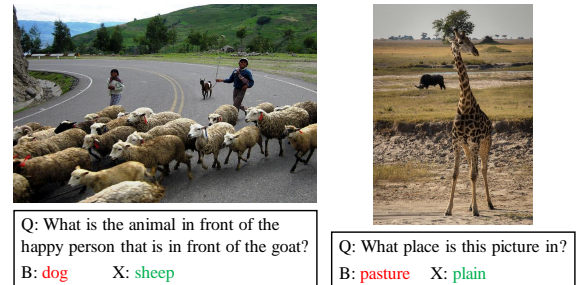 Q: What is the animal in front of the
happy person that is in front of the goat?
B: dog X: sheep
Q: What place is this picture in?
B: pasture X: plain